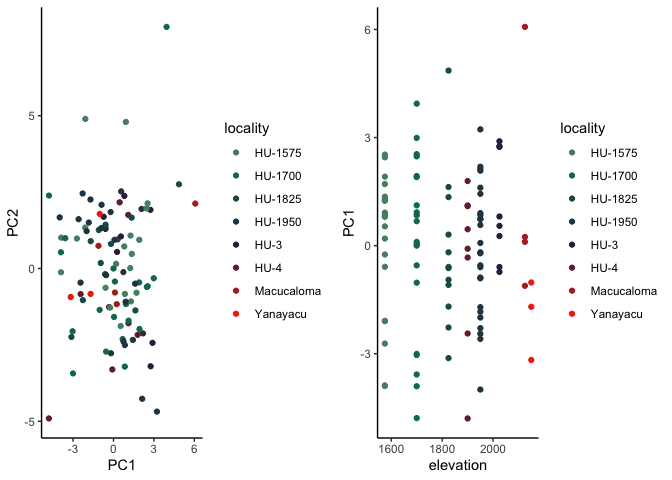 5
0
-5
PC2
-3
0
3
6
PC1
locality
HU-1575
HU-1700
HU-1825
HU-1950
HU-3
HU-4
Macucaloma
Yanayacu
6
3
0
-3
PC1
1600
1800
2000
elevation
locality
HU-1575
HU-1700
HU-1825
HU-1950
HU-3
HU-4
Macucaloma
Yanayacu